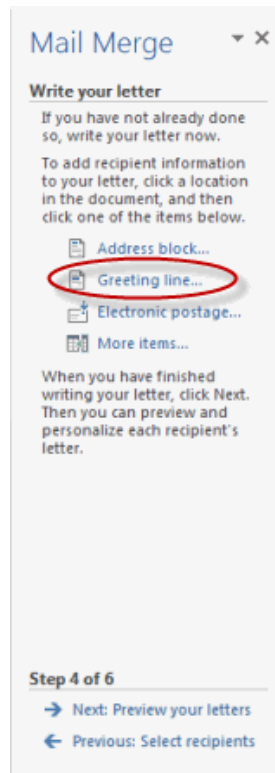 Mail Merge
Write your letter
If you have not already done
so, write your letter now.
To add recipient information
to your letter, click a location
in the document, and then
click one of the items below.
Address block...
Greeting line...
Electronic postage...
More items...
When you have finished
writing your letter, click Next.
Then you can preview and
personalize each recipient's
letter.
Step 4 of 6
Next: Preview your letters
Previous: Select recipients